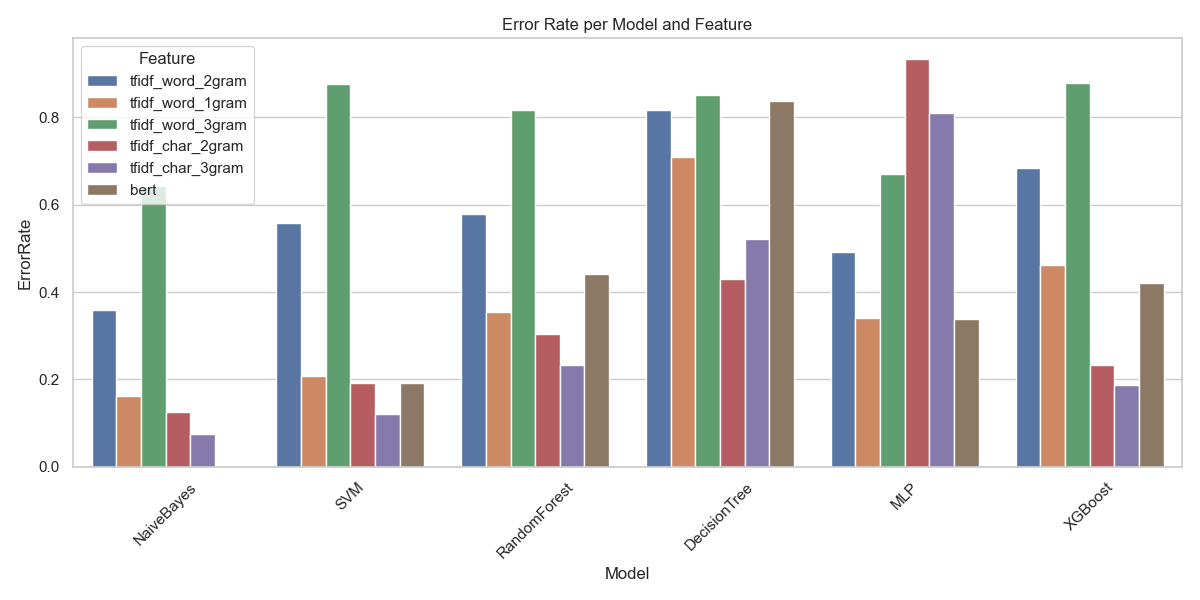 Error Rate per Model and Feature
Feature
tfidf_word_2gram
tfidf_word_1gram
tfidf_word_3gram
tfidf_char_2gram
tfidf_char_3gram
bert
ErrorRate
0.8
0.6
0.4
0.2
0.0
NaiveBayes
SVM
RandomForest
DecisionTree
MLP
XGBoost
Model